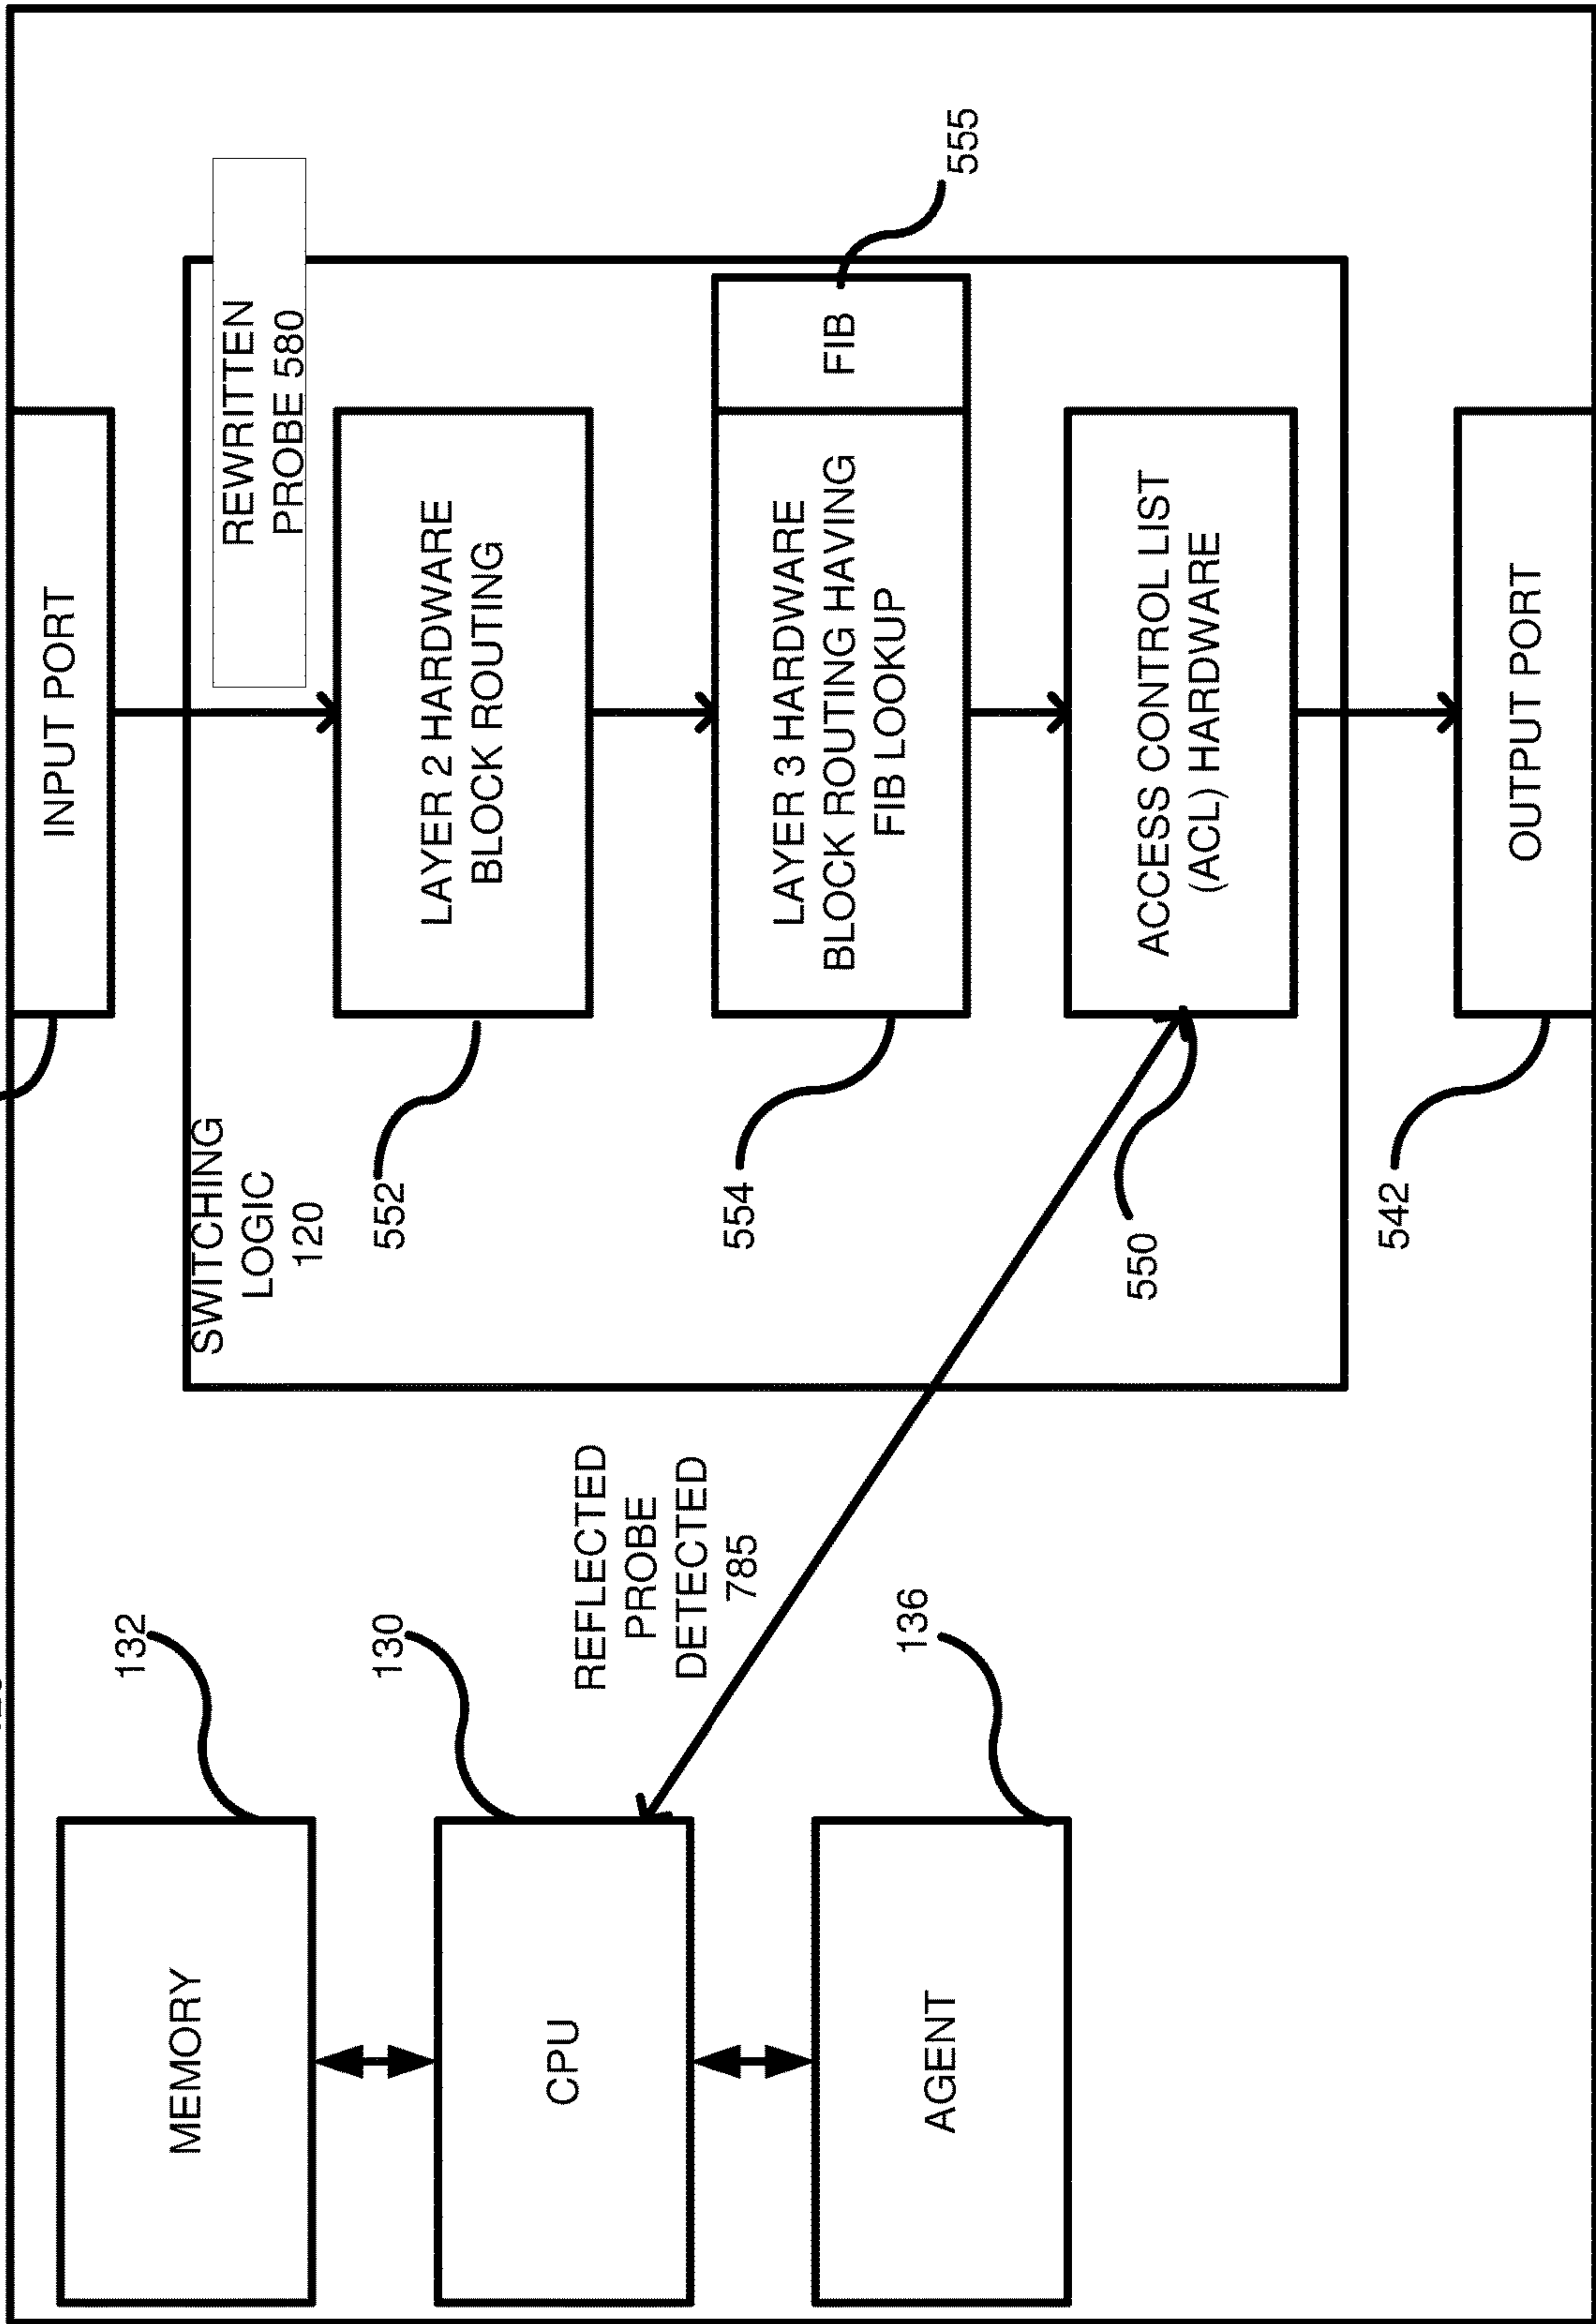 INPUT PORT
REWRITTEN
PROBE 580
SWITCHING
LOGIC
120
LAYER 2 HARDWARE
BLOCK ROUTING
552
LAYER 3 HARDWARE
BLOCK ROUTING HAVING
FIB LOOKUP
FIB
555
554
ACCESS CONTROL LIST
(ACL) HARDWARE
550
OUTPUT PORT
542
REFLECTED
PROBE
DETECTED
785
MEMORY
132
CPU
130
AGENT
136